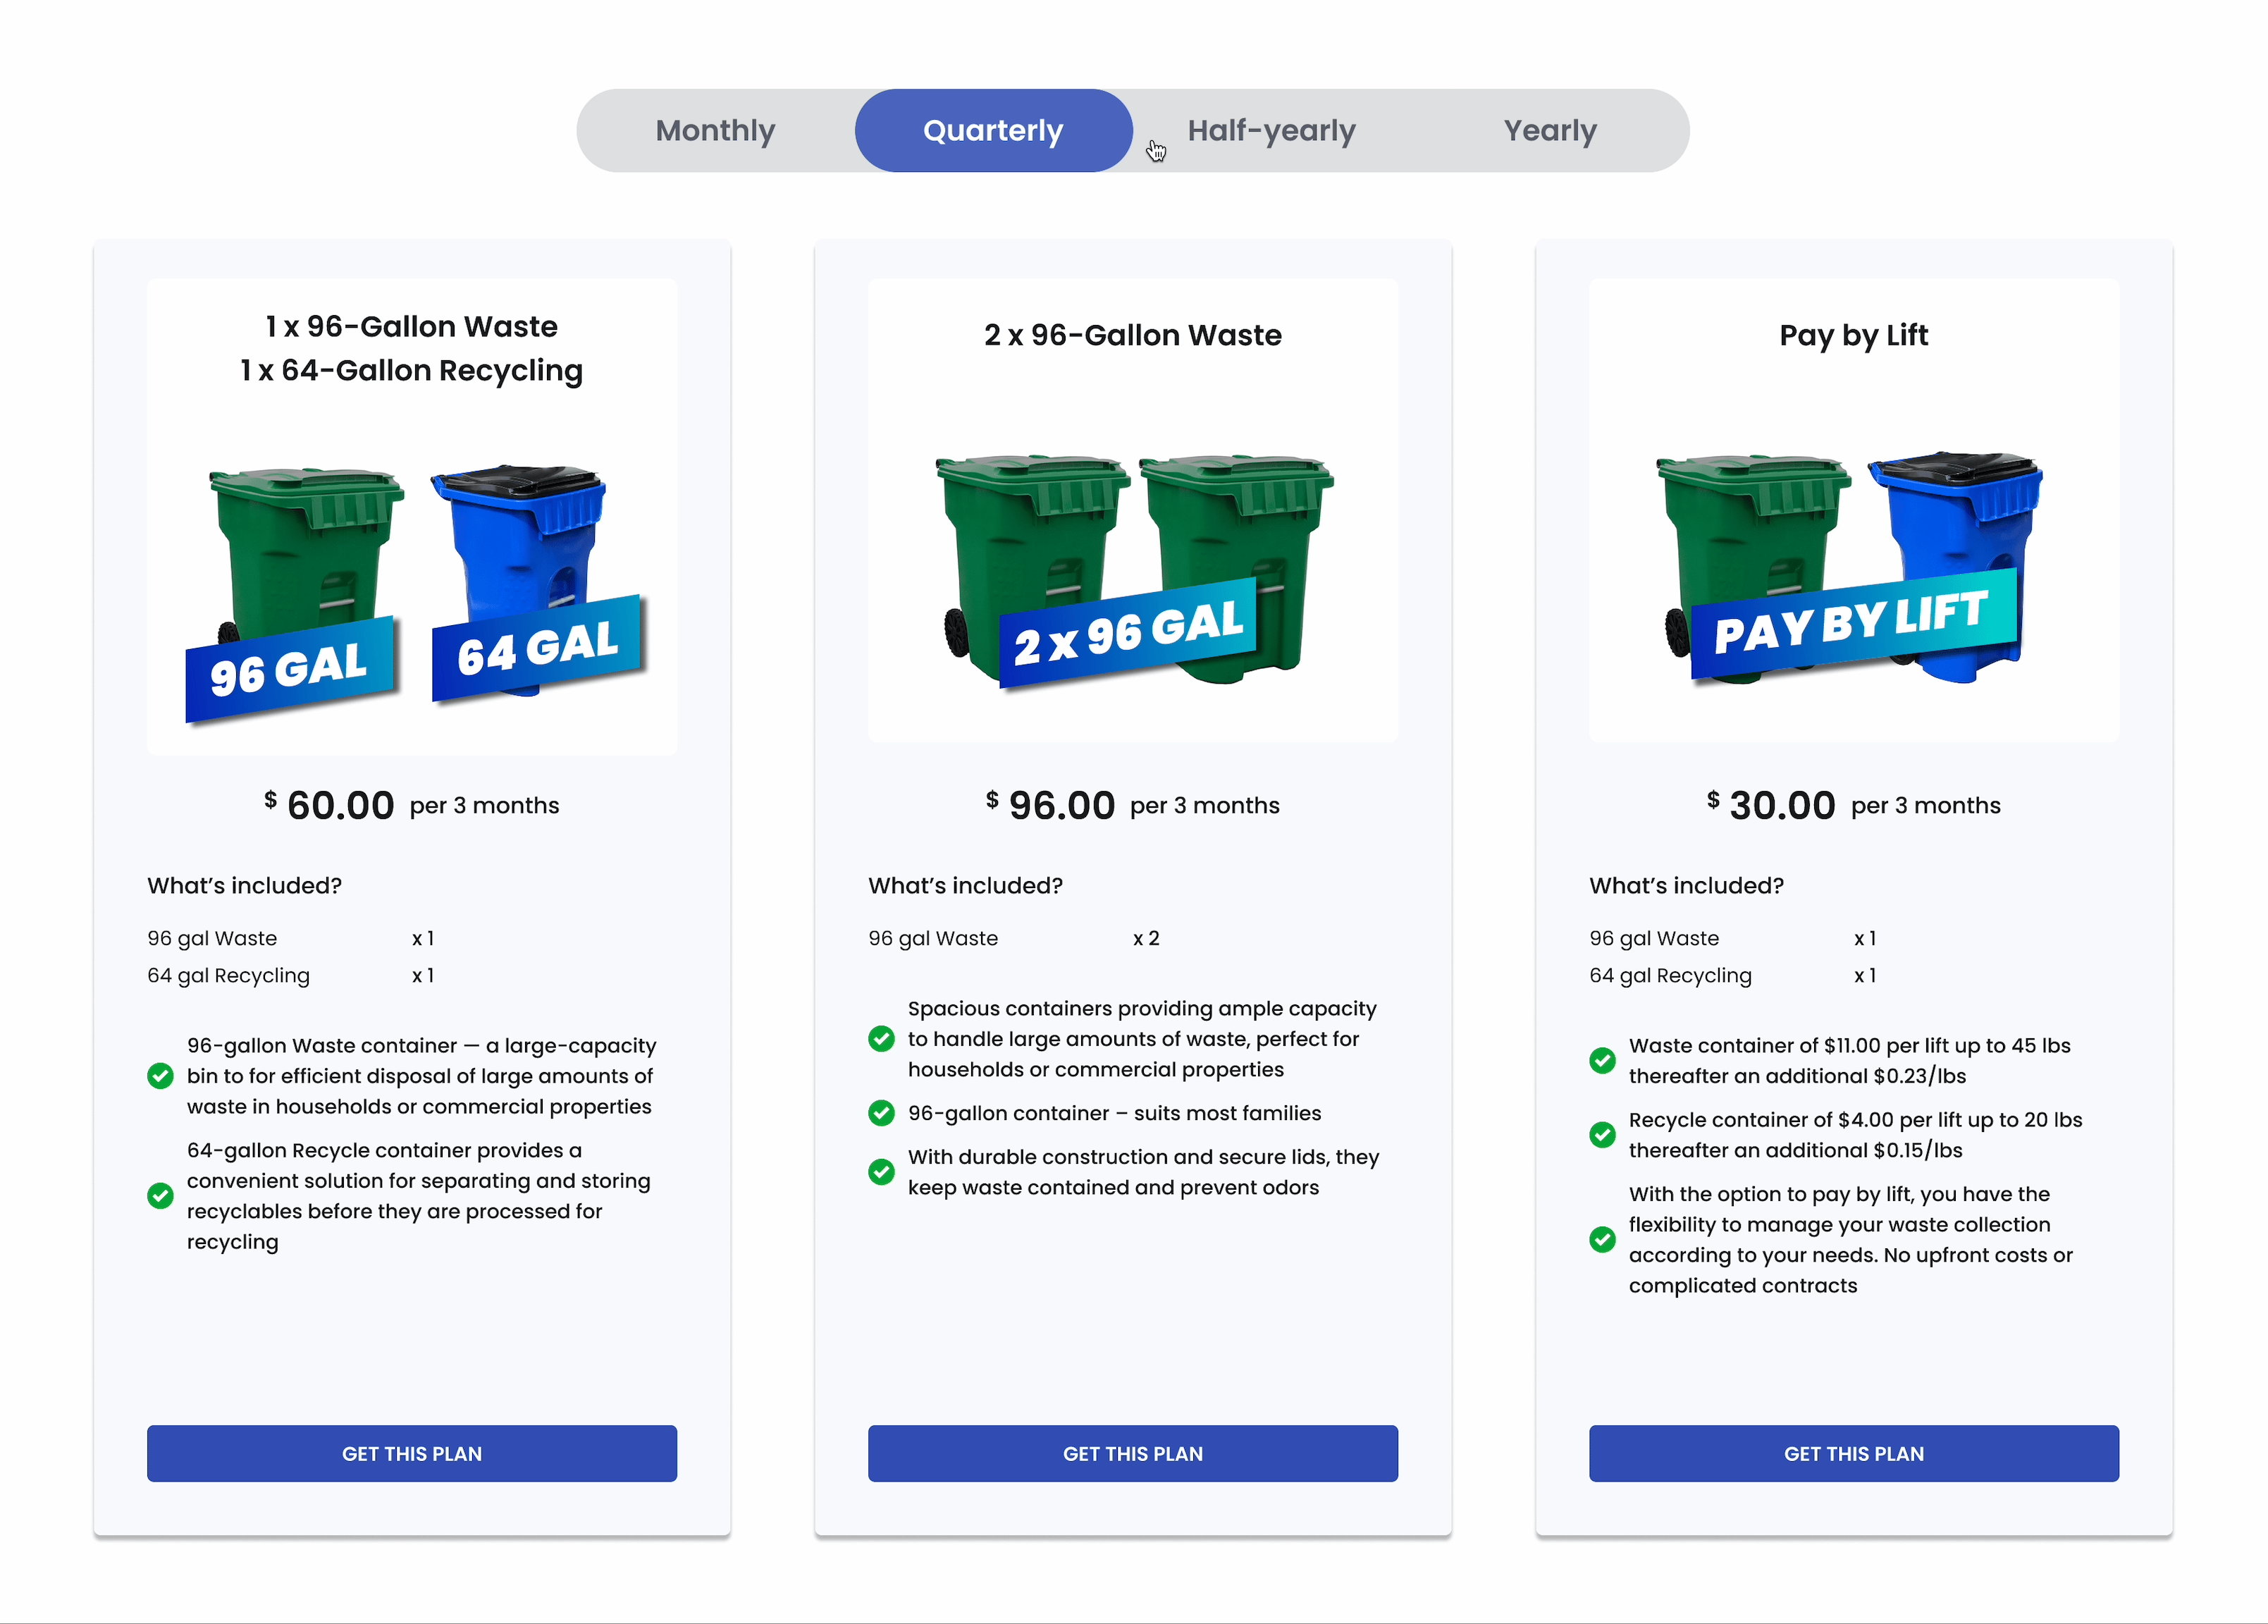 Monthly
Quarterly
Half-yearly
Yearly
1 x 96-Gallon Waste
1 x 64-Gallon Recycling
96 GAL
64 GAL
$ 60.00 per 3 months
What's included?
96 gal Waste x 1
64 gal Recycling x 1
96-gallon Waste container — a large-capacity
bin to for efficient disposal of large amounts of
waste in households or commercial properties
64-gallon Recycle container provides a
convenient solution for separating and storing
recyclables before they are processed for
recycling
GET THIS PLAN
2 x 96-Gallon Waste
2 x 96 GAL
$ 96.00 per 3 months
What's included?
96 gal Waste x 2
Spacious containers providing ample capacity
to handle large amounts of waste, perfect for
households or commercial properties
96-gallon container – suits most families
With durable construction and secure lids, they
keep waste contained and prevent odors
GET THIS PLAN
Pay by Lift
PAY BY LIFT
$ 30.00 per 3 months
What's included?
96 gal Waste x 1
64 gal Recycling x 1
Waste container of $11.00 per lift up to 45 lbs
thereafter an additional $0.23/lbs
Recycle container of $4.00 per lift up to 20 lbs
thereafter an additional $0.15/lbs
With the option to pay by lift, you have the
flexibility to manage your waste collection
according to your needs. No upfront costs or
complicated contracts
GET THIS PLAN